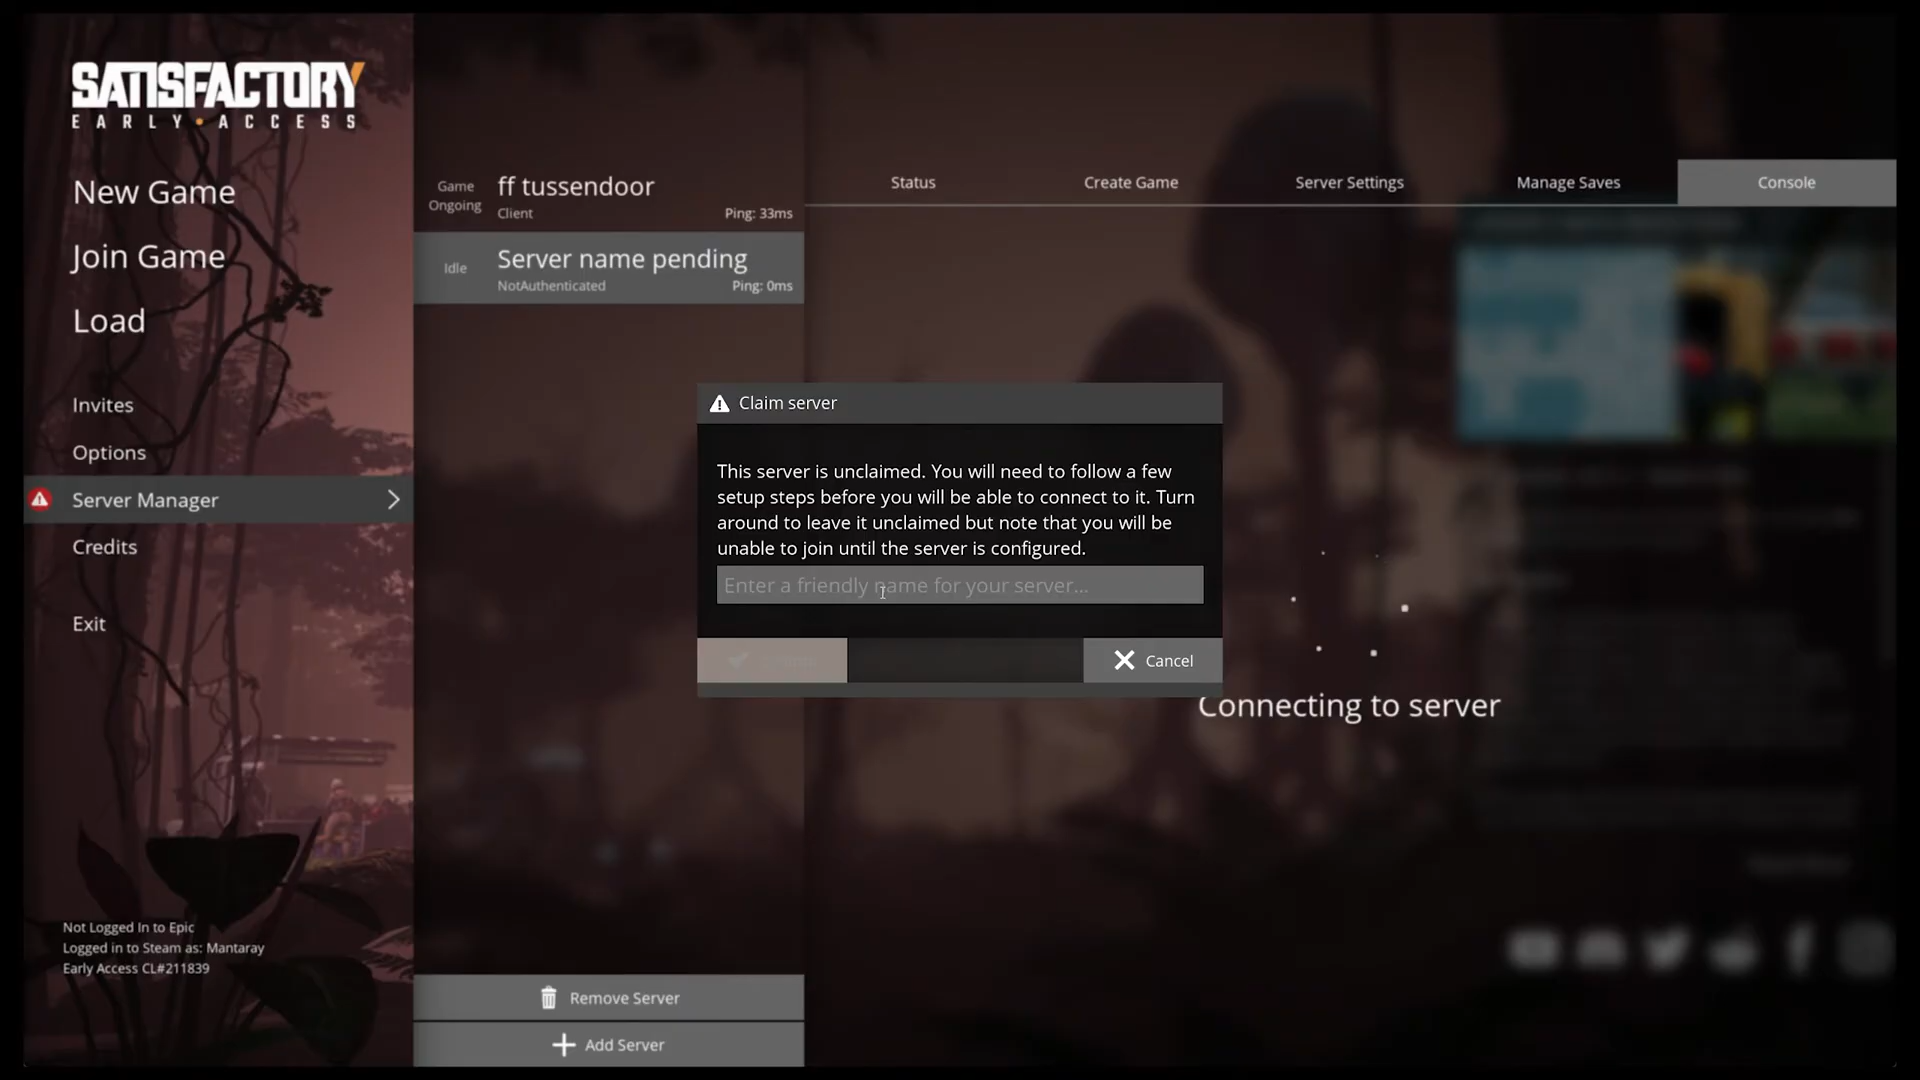 SATISFACTORY
EARLY ACCESS
New Game
Join Game
Load
Invites
Options
Server Manager
Credits
Exit
Not Logged In to Epic
Logged in to Steam as: Mantaray
Early Access CL#211839
Game
Ongoing
ff tussendoor
Client
Ping: 33ms
Idle
Server name pending
NotAuthenticated
Ping: 0ms
Remove Server
Add Server
Status
Create Game
Server Settings
Manage Saves
Console
Claim server
This server is unclaimed. You will need to follow a few
setup steps before you will be able to connect to it. Turn
around to leave it unclaimed but note that you will be
unable to join until the server is configured.
Enter a friendly name for your server...
Cancel
Connecting to server